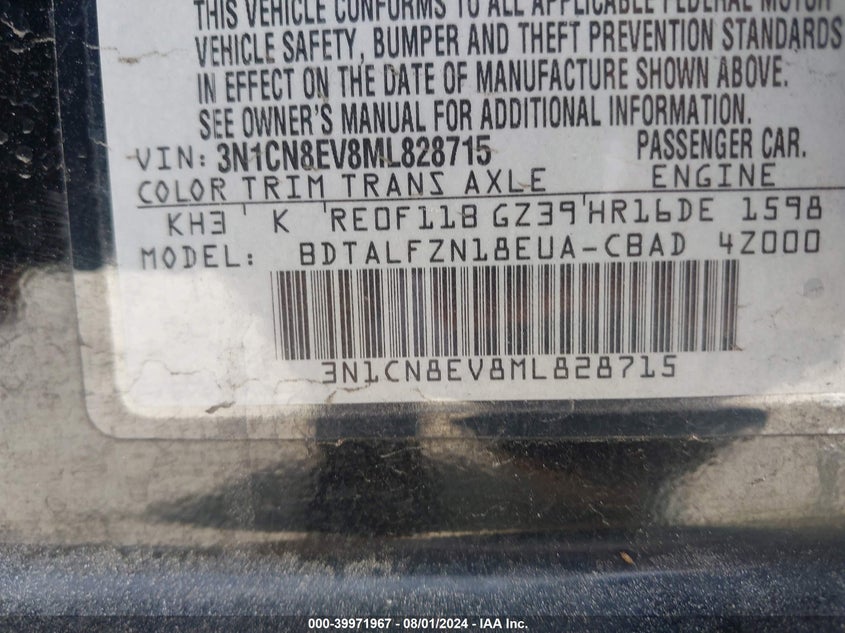 THIS VEHICLE CONFORMS TO ALL APPLICABLE FEDERAL MOTOR
VEHICLE SAFETY, BUMPER AND THEFT PREVENTION STANDARDS
IN EFFECT ON THE DATE OF MANUFACTURE SHOWN ABOVE.
SEE OWNER'S MANUAL FOR ADDITIONAL INFORMATION.
VIN: 3N1CN8EV8ML828715 PASSENGER CAR.
COLOR TRIM TRANS AXLE ENGINE
KH3 K RE0F11B GZ39 HR16DE 1598
MODEL: BDTALFZN18EUA-CBAD 4Z000
3N1CN8EV8ML828715
000-39971967 - 08/01/2024 - IAA Inc.